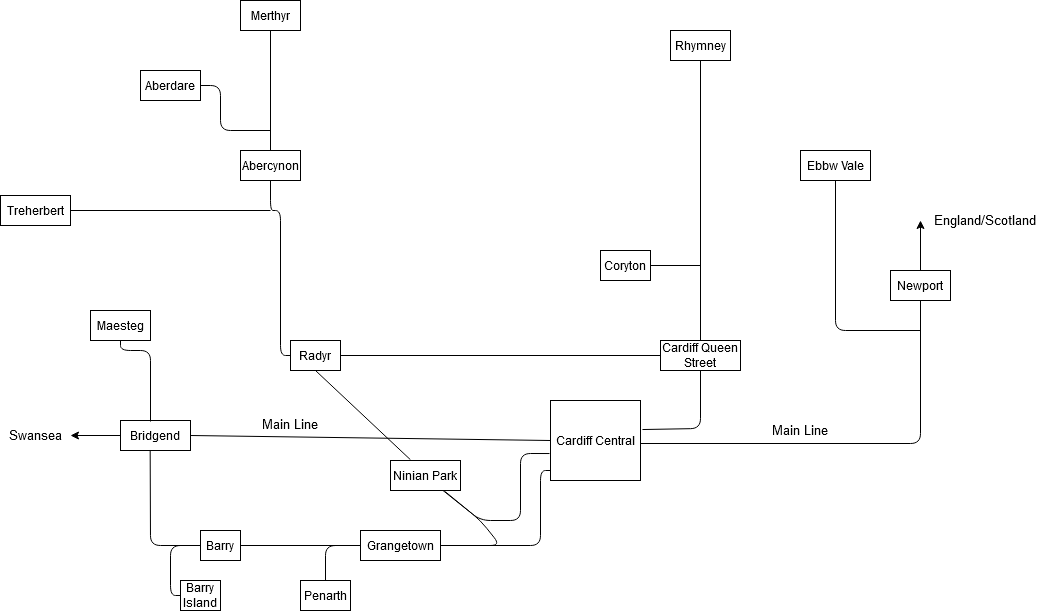 Merthyr
Rhymney
Aberdare
Abercynon
Ebbw Vale
Treherbert
England/Scotland
Coryton
Newport
Maesteg
Radyr
Cardiff Queen
Street
Swansea
Bridgend
Main Line
Cardiff Central
Main Line
Ninian Park
Barry
Grangetown
Barry
Island
Penarth